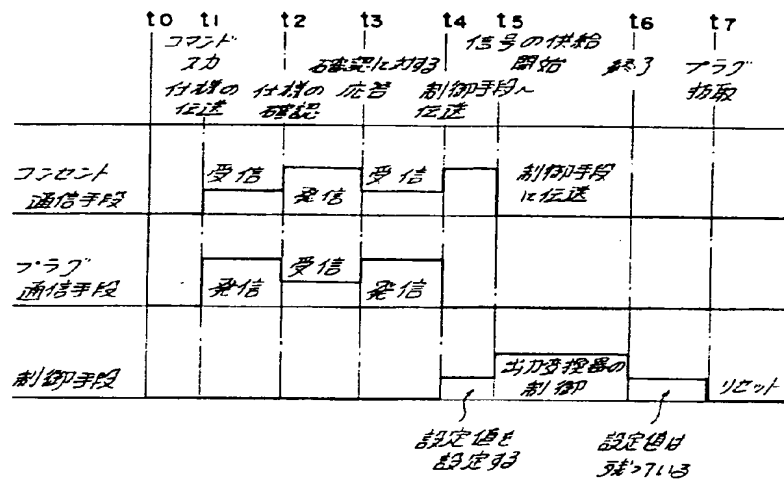 t0 t1 t2 t3 t4 t5 t6 t7
コマンド
入力
仕様の
伝送
仕様の
確認
確認に対する
応答
制御手段へ
伝送
信号の供給
開始
終了
プラグ
抜取
コンセント
通信手段
受信
発信
受信
制御手段
に伝送
プラグ
通信手段
発信
受信
発信
制御手段
出力変換器の
制御
リセット
設定値を
設定する
設定値は
残っている